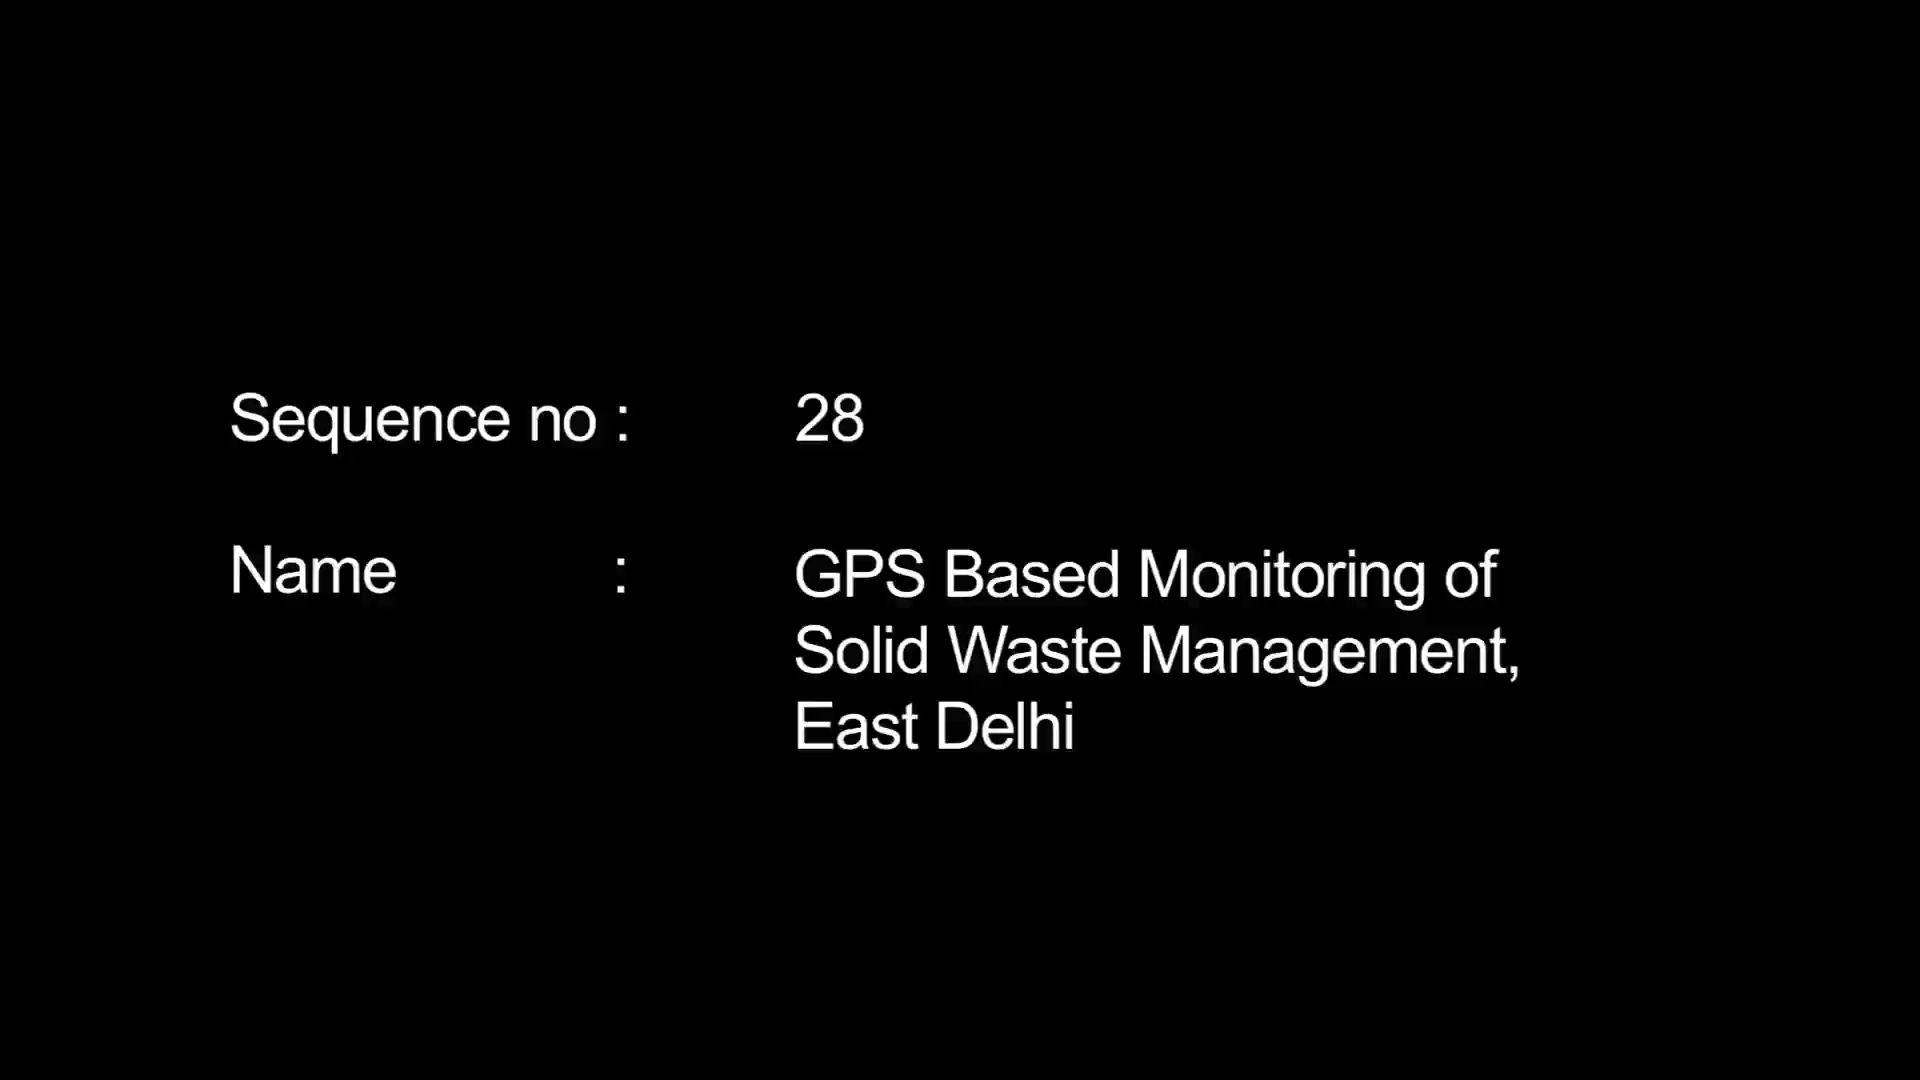 Sequence no : 28
Name : GPS Based Monitoring of
Solid Waste Management,
East Delhi